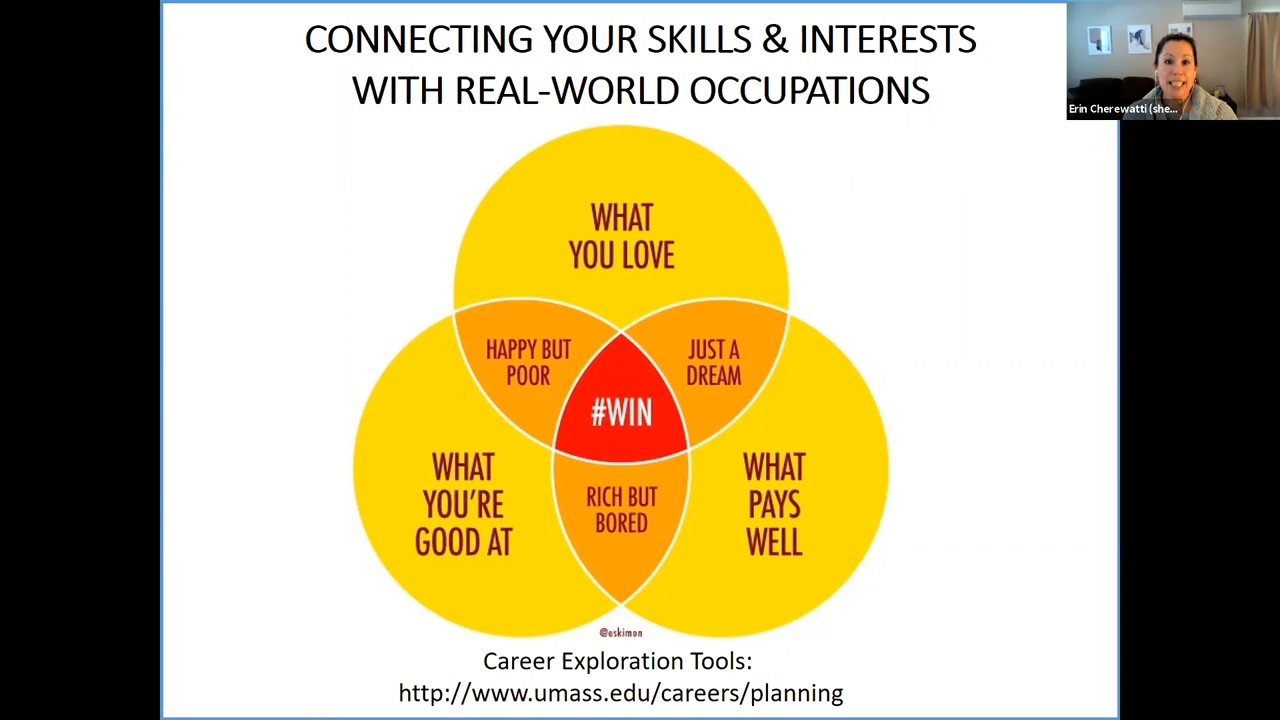 CONNECTING YOUR SKILLS & INTERESTS
WITH REAL-WORLD OCCUPATIONS
Erin Cherewatti (she...
WHAT
YOU LOVE
HAPPY BUT
POOR
JUST A
DREAM
#WIN
WHAT
YOU'RE
GOOD AT
RICH BUT
BORED
WHAT
PAYS
WELL
@eskimon
Career Exploration Tools:
http://www.umass.edu/careers/planning